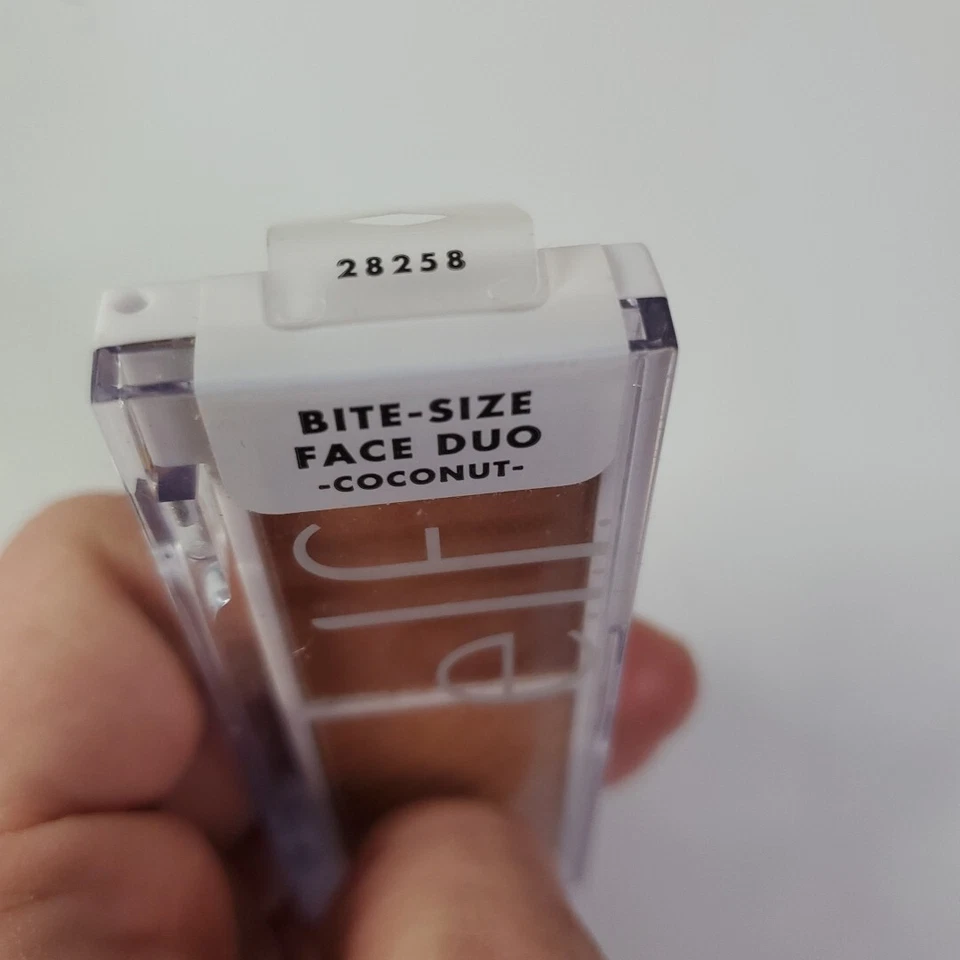 28258
BITE-SIZE
FACE DUO
-COCONUT-
e.l.f.